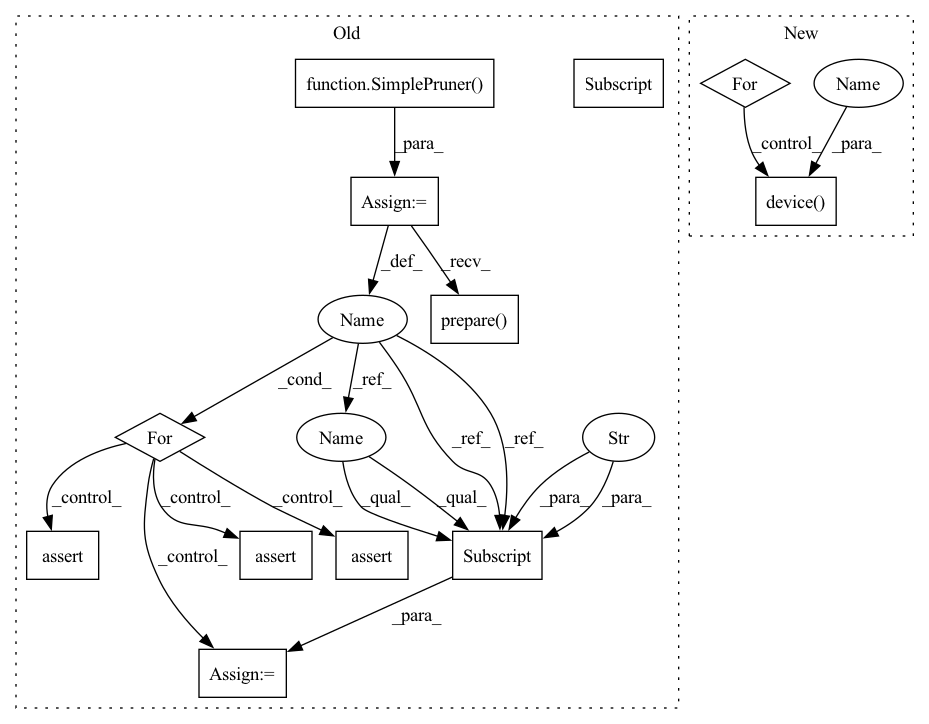 Old
New
function.SimplePruner()
Subscript
For
Name
_para_
_control_
_para_
Assign:=
device()
_def_
_recv_
Name
prepare()
_cond_
_ref_
For
Name
_ref_
_ref_
Str
_control_
_control_
_control_
_qual_
_qual_
_para_
_para_
assert
_control_
assert
assert
Subscript
_para_
Assign:=